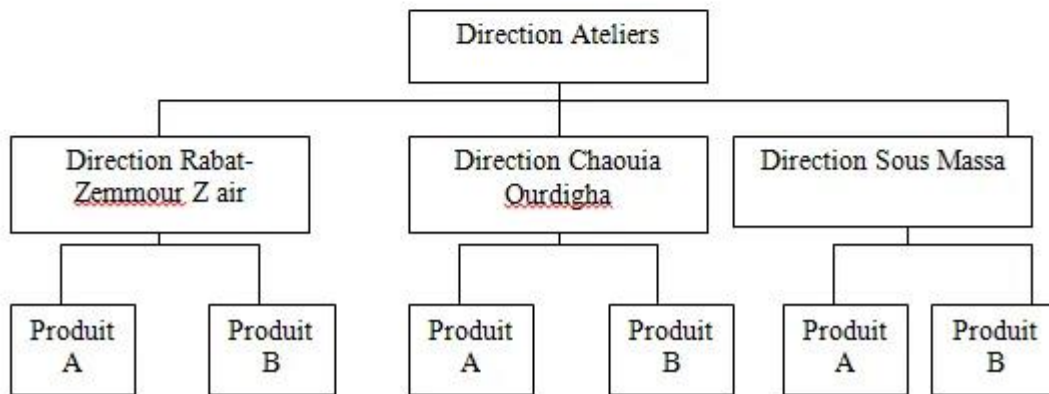 Direction Ateliers
Direction Rabat-
Zemmour Z air
Direction Chaouia
Ourdigha
Direction Sous Massa
Produit
A
Produit
B
Produit
A
Produit
B
Produit
A
Produit
B